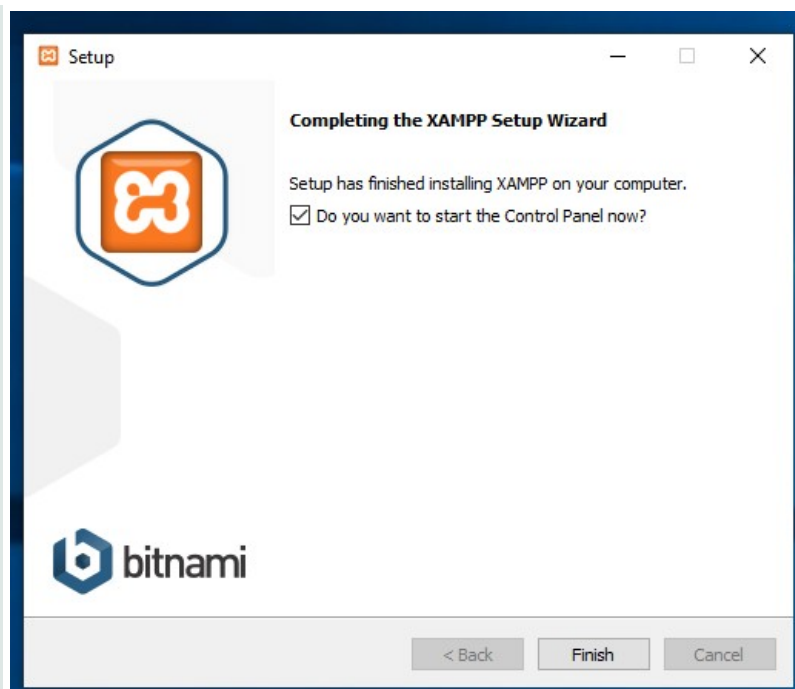 Setup
Completing the XAMPP Setup Wizard
Setup has finished installing XAMPP on your computer.
Do you want to start the Control Panel now?
bitnami
< Back
Finish
Cancel